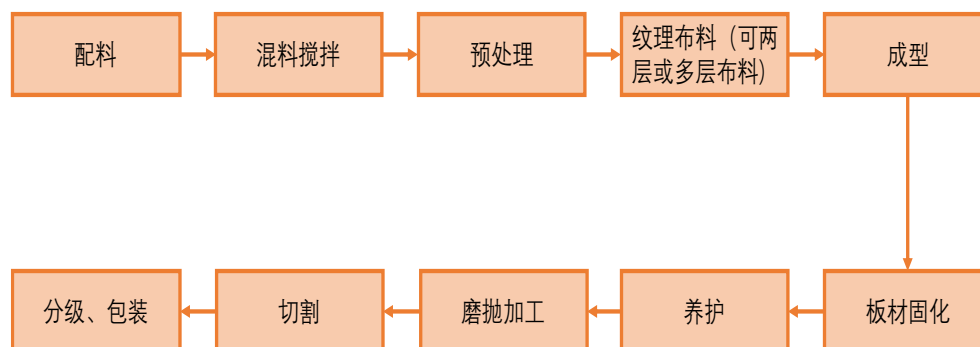 配料
混料搅拌
预处理
纹理布料（可两
层或多层布料）
成型
分级、包装
切割
磨抛加工
养护
板材固化